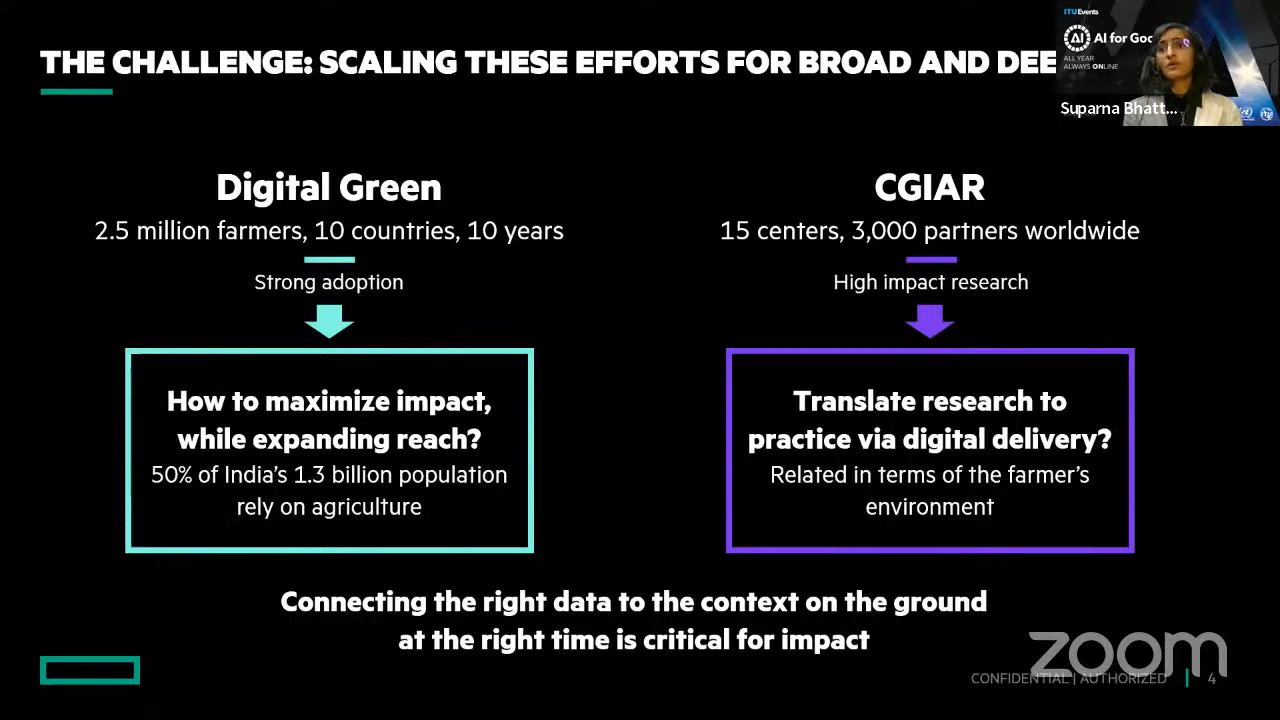 THE CHALLENGE: SCALING THESE EFFORTS FOR BROAD AND DEE
ITUEvents
AI
AI for Goo
ALL YEAR
ALWAYS ONLINE
Suparna Bhatt...
Digital Green
2.5 million farmers, 10 countries, 10 years
Strong adoption
How to maximize impact,
while expanding reach?
50% of India's 1.3 billion population
rely on agriculture
CGIAR
15 centers, 3,000 partners worldwide
High impact research
Translate research to
practice via digital delivery?
Related in terms of the farmer's
environment
Connecting the right data to the context on the ground
at the right time is critical for impact
zoom
CONFIDENTIAL | AUTHORIZED
4